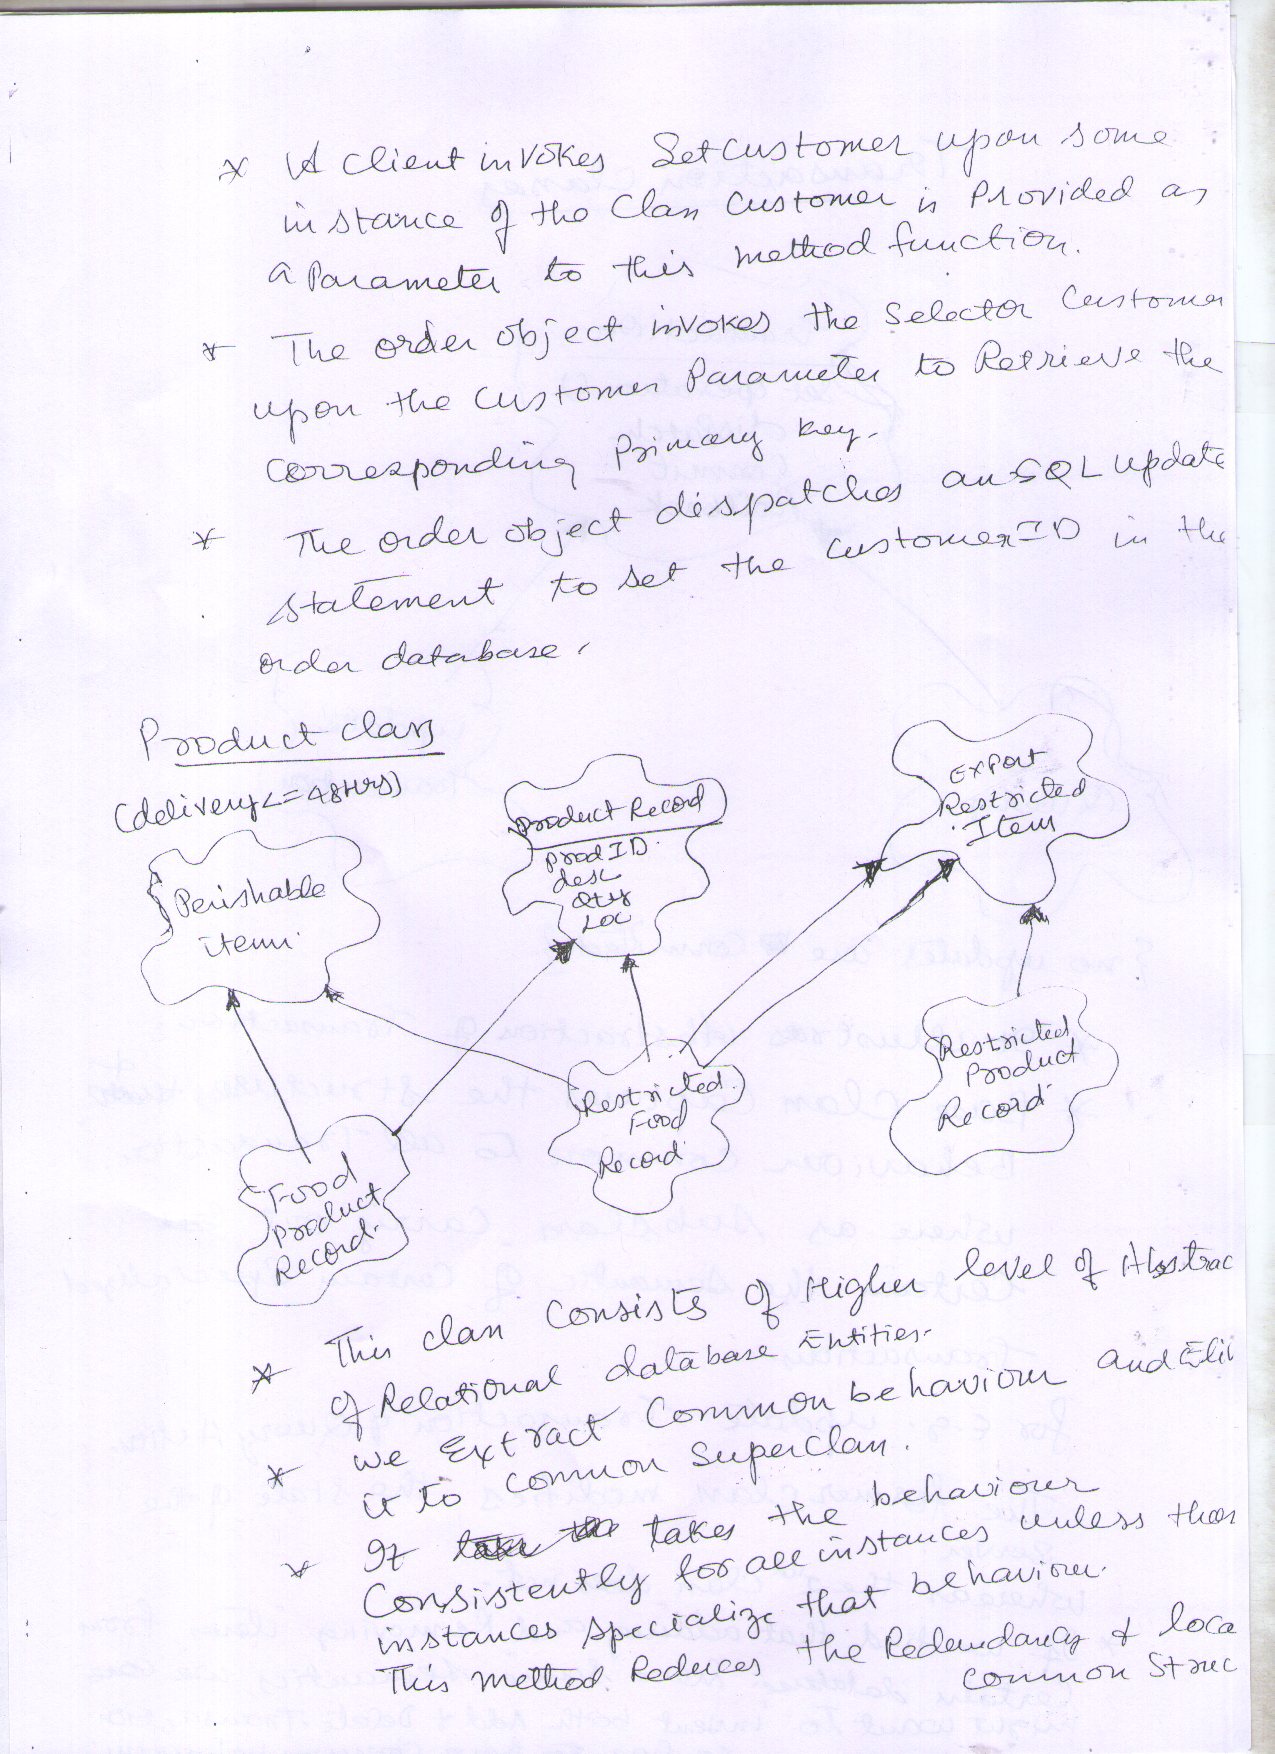 * A client invokes SetCustomer upon some
instance of the Class Customer is Provided as
a Parameter to this method function.
* The order object invokes the Selector Customer
upon the customer Parameter to Retrieve the
corresponding Primary key.
* The order object dispatches an SQL update
statement to set the customerID in the
order database.
Product class
(delivery <= 48Hrs)
Perishable
item.
Product Record
prodID.
desc
Qty
Loc
Export
Restricted
Item
Restricted
Product
Record
Restricted
Food
Record
Food
Product
Record.
* This class consists of Higher level of Abstrac
of Relational database Entities.
* we Extract Common behaviour and Eli
it to common Superclass.
* It takes the behaviour
Consistently for all instances unless
instances specialize that behaviour.
This method Reduces the Redundancy & loca
common Struc